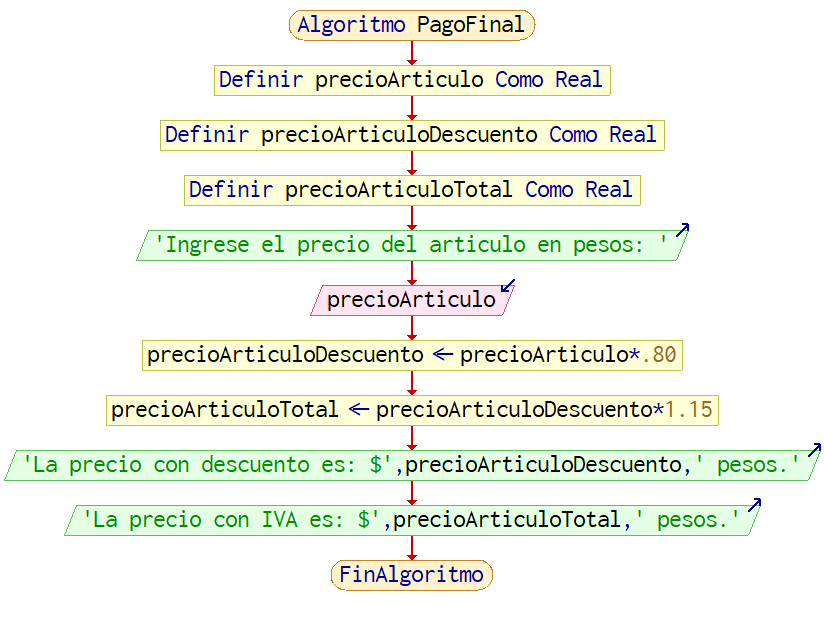 Algoritmo PagoFinal
Definir precioArticulo Como Real
Definir precioArticuloDescuento Como Real
Definir precioArticuloTotal Como Real
'Ingrese el precio del articulo en pesos: '
precioArticulo
precioArticuloDescuento ← precioArticulo*.80
precioArticuloTotal ← precioArticuloDescuento*1.15
'La precio con descuento es: $',precioArticuloDescuento,' pesos.'
'La precio con IVA es: $',precioArticuloTotal,' pesos.'
FinAlgoritmo